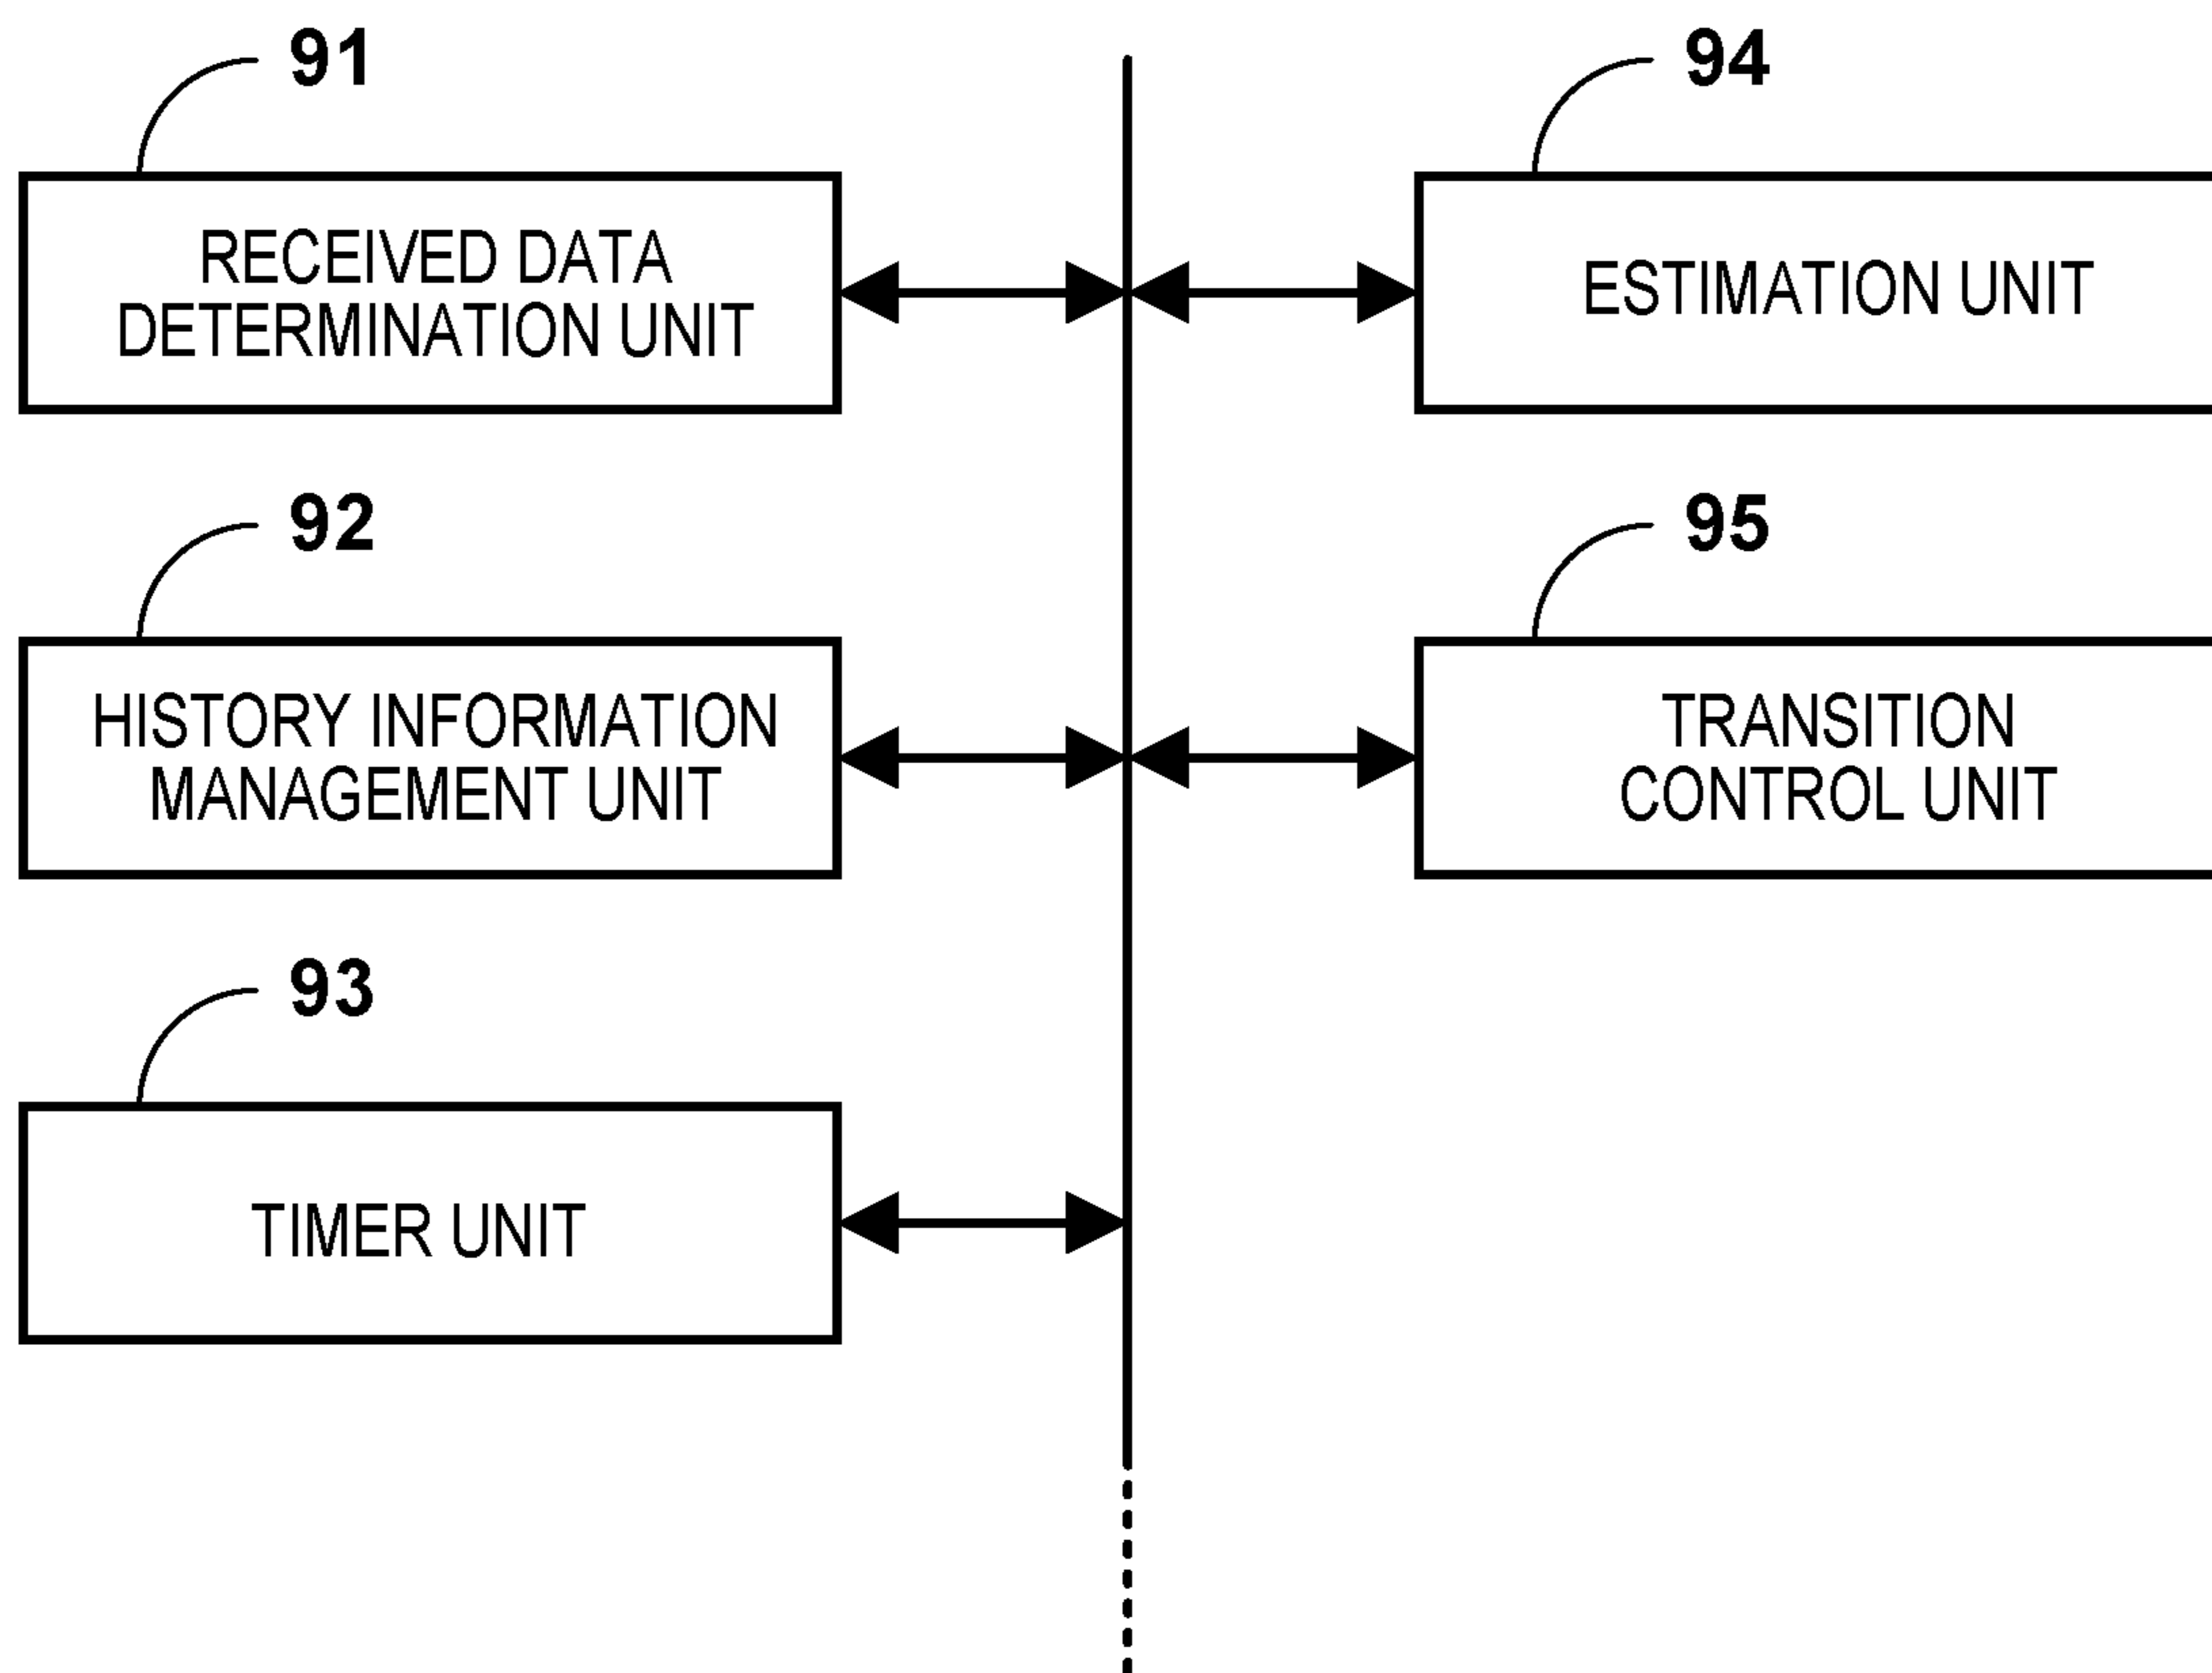 91
RECEIVED DATA
DETERMINATION UNIT
92
HISTORY INFORMATION
MANAGEMENT UNIT
93
TIMER UNIT
94
ESTIMATION UNIT
95
TRANSITION
CONTROL UNIT